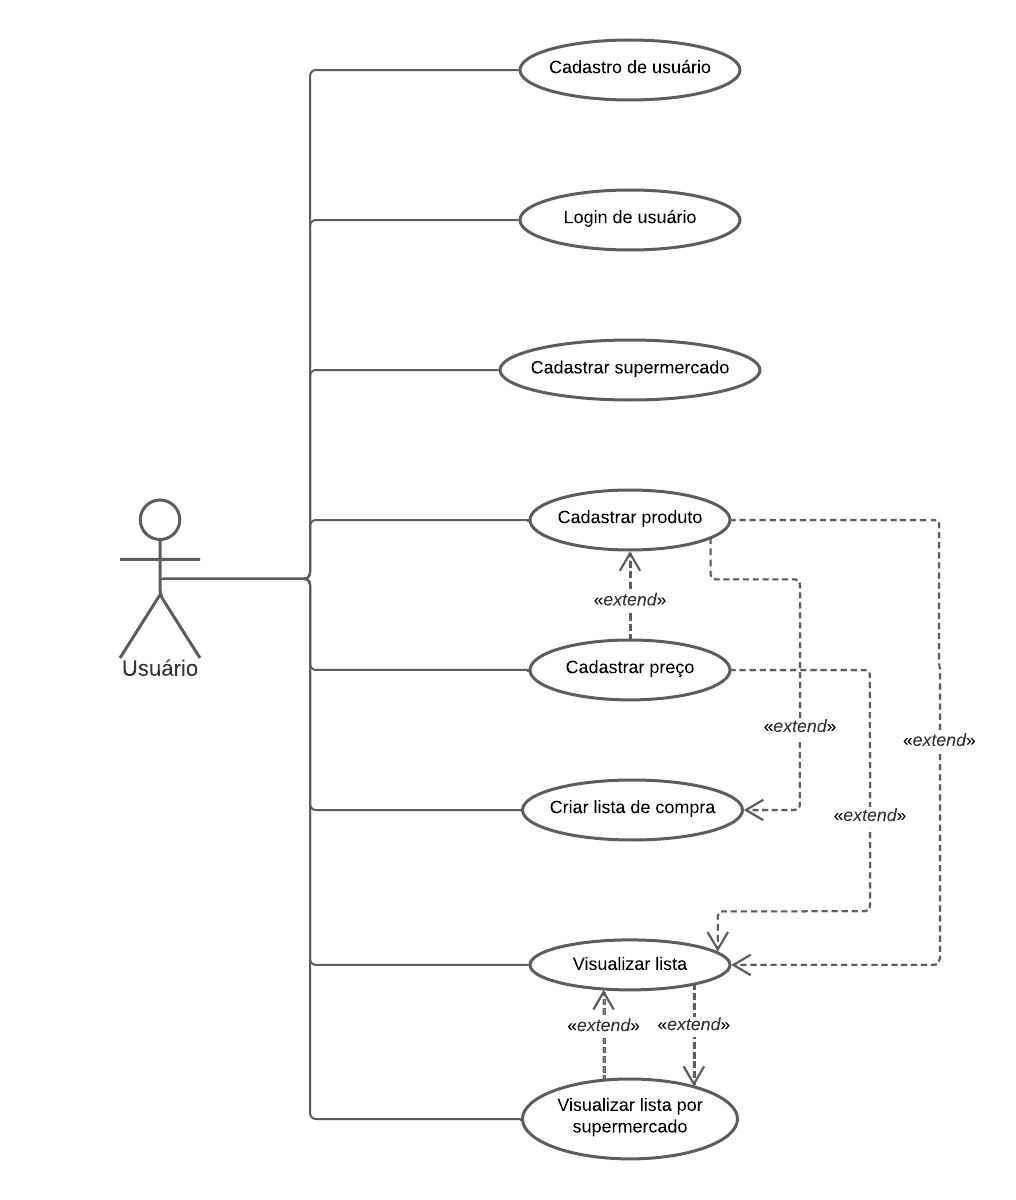 Cadastro de usuário
Login de usuário
Cadastrar supermercado
Cadastrar produto
«extend»
Usuário
Cadastrar preço
«extend»
«extend»
Criar lista de compra
«extend»
Visualizar lista
«extend»
«extend»
Visualizar lista por
supermercado